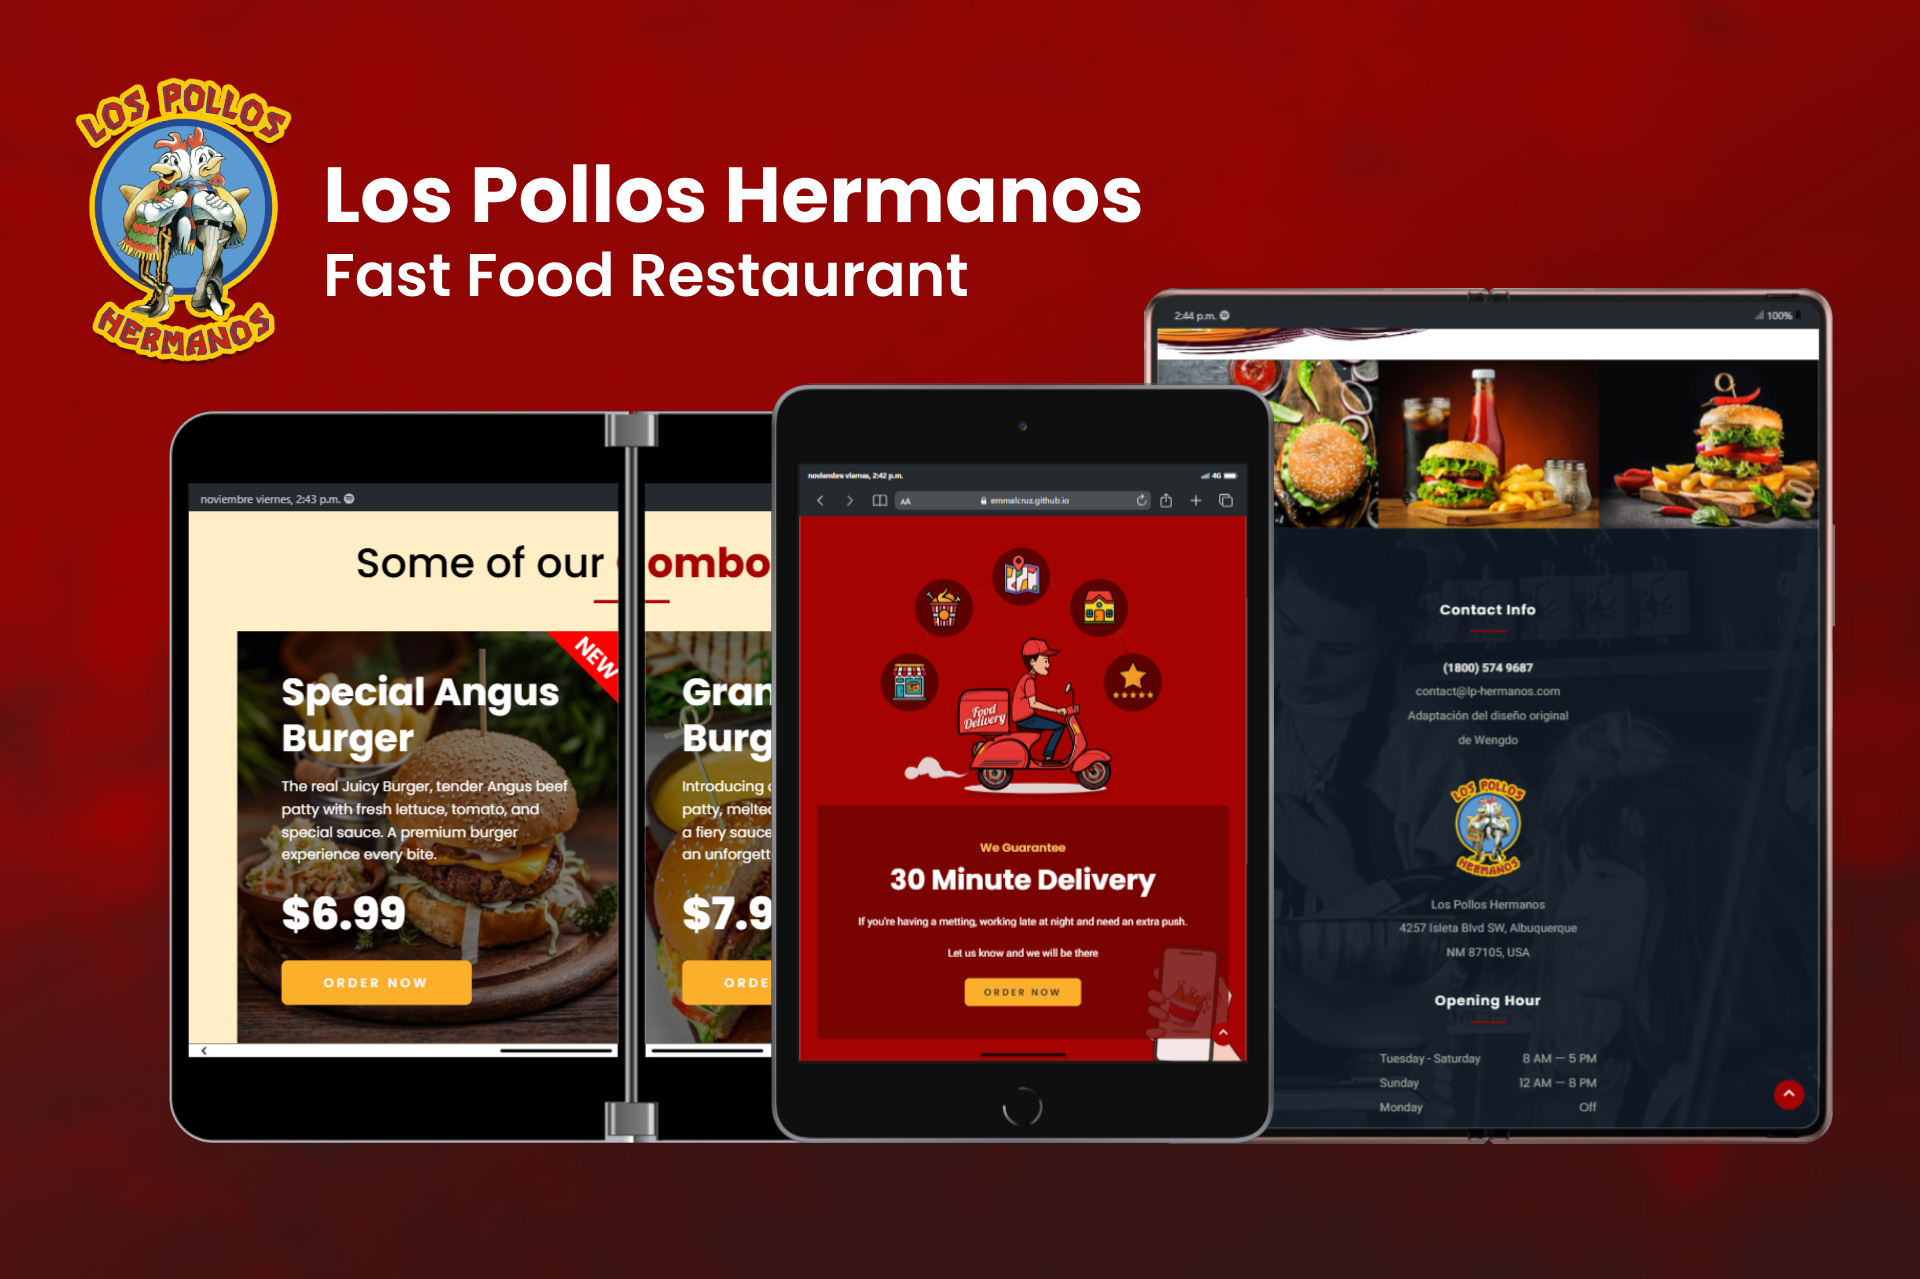 LOS POLLOS
HERMANOS
Los Pollos Hermanos
Fast Food Restaurant
noviembre viernes, 2:43 p.m.
Some of our
ombo
NEW
Special Angus
Burger
The real Juicy Burger, tender Angus beef
patty with fresh lettuce, tomato, and
special sauce. A premium burger
experience every bite.
$6.99
ORDER NOW
Gran
Burg
Introducing
patty, melte
a fiery sauce
an unforgett
$7.9
ORDE
noviembre viernes, 2:42 p.m.
4G
AA
emmalcruz.github.io
Food
Delivery
We Guarantee
30 Minute Delivery
If you're having a metting, working late at night and need an extra push.
Let us know and we will be there
ORDER NOW
2:44 p.m.
100%
Contact Info
(1800) 574 9687
contact@lp-hermanos.com
Adaptación del diseño original
de Wengdo
LOS POLLOS
HERMANOS
Los Pollos Hermanos
4257 Isleta Blvd SW, Albuquerque
NM 87105, USA
Opening Hour
Tuesday - Saturday 8 AM — 5 PM
Sunday 12 AM — 8 PM
Monday Off